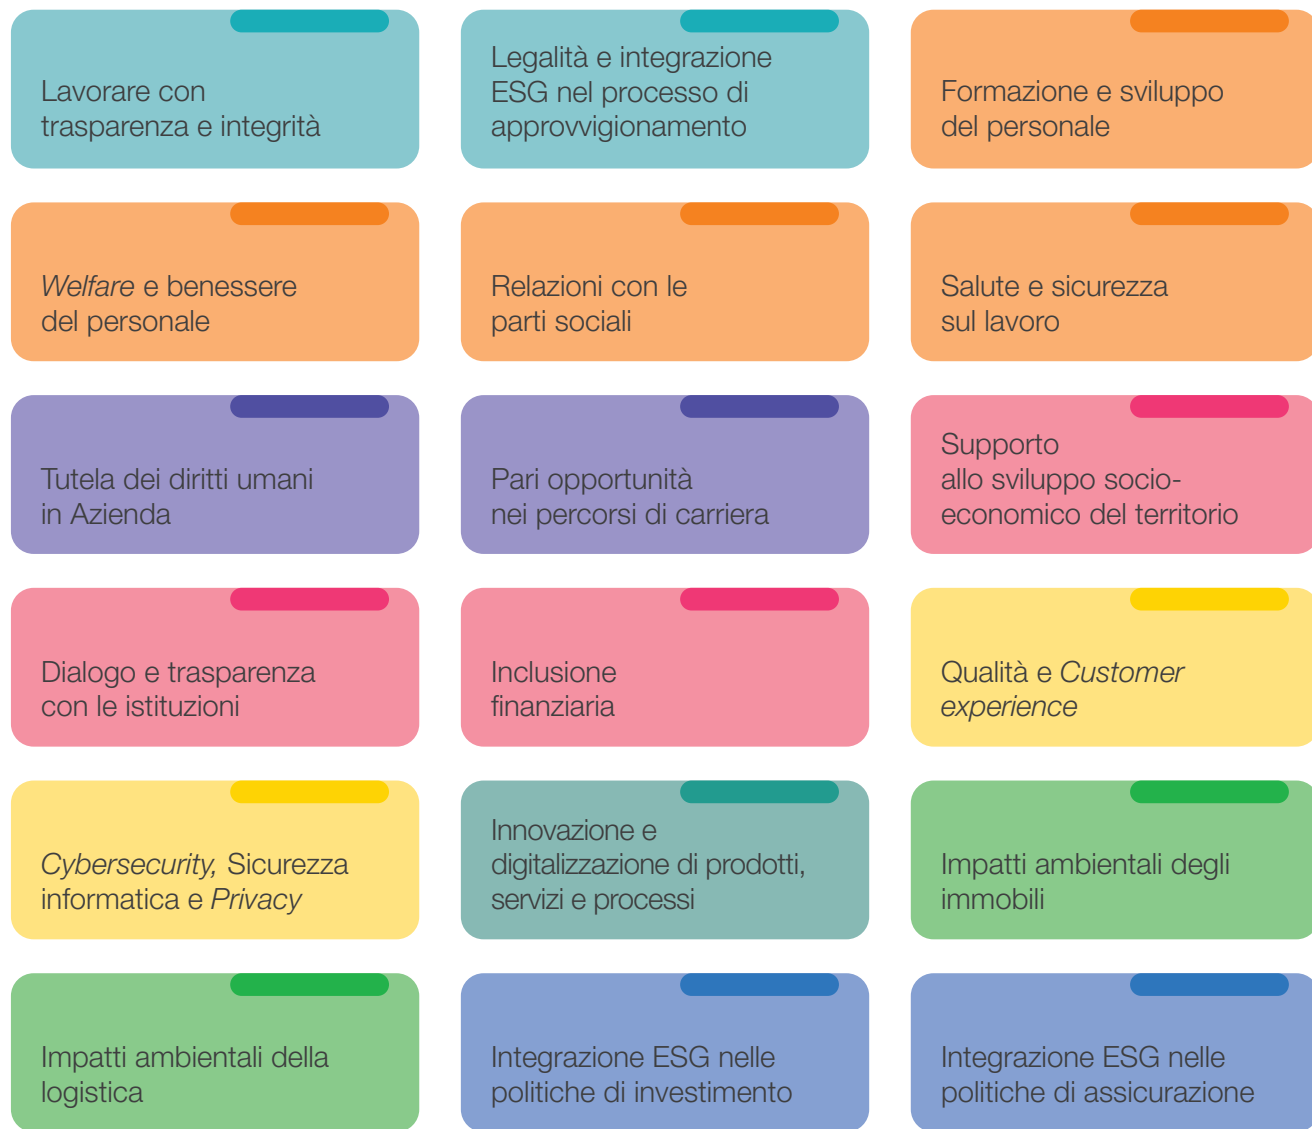 Lavorare con
trasparenza e integrità
Legalità e integrazione
ESG nel processo di
approvvigionamento
Formazione e sviluppo
del personale
Welfare e benessere
del personale
Relazioni con le
parti sociali
Salute e sicurezza
sul lavoro
Tutela dei diritti umani
in Azienda
Pari opportunità
nei percorsi di carriera
Supporto
allo sviluppo socio-
economico del territorio
Dialogo e trasparenza
con le istituzioni
Inclusione
finanziaria
Qualità e Customer
experience
Cybersecurity, Sicurezza
informatica e Privacy
Innovazione e
digitalizzazione di prodotti,
servizi e processi
Impatti ambientali degli
immobili
Impatti ambientali della
logistica
Integrazione ESG nelle
politiche di investimento
Integrazione ESG nelle
politiche di assicurazione